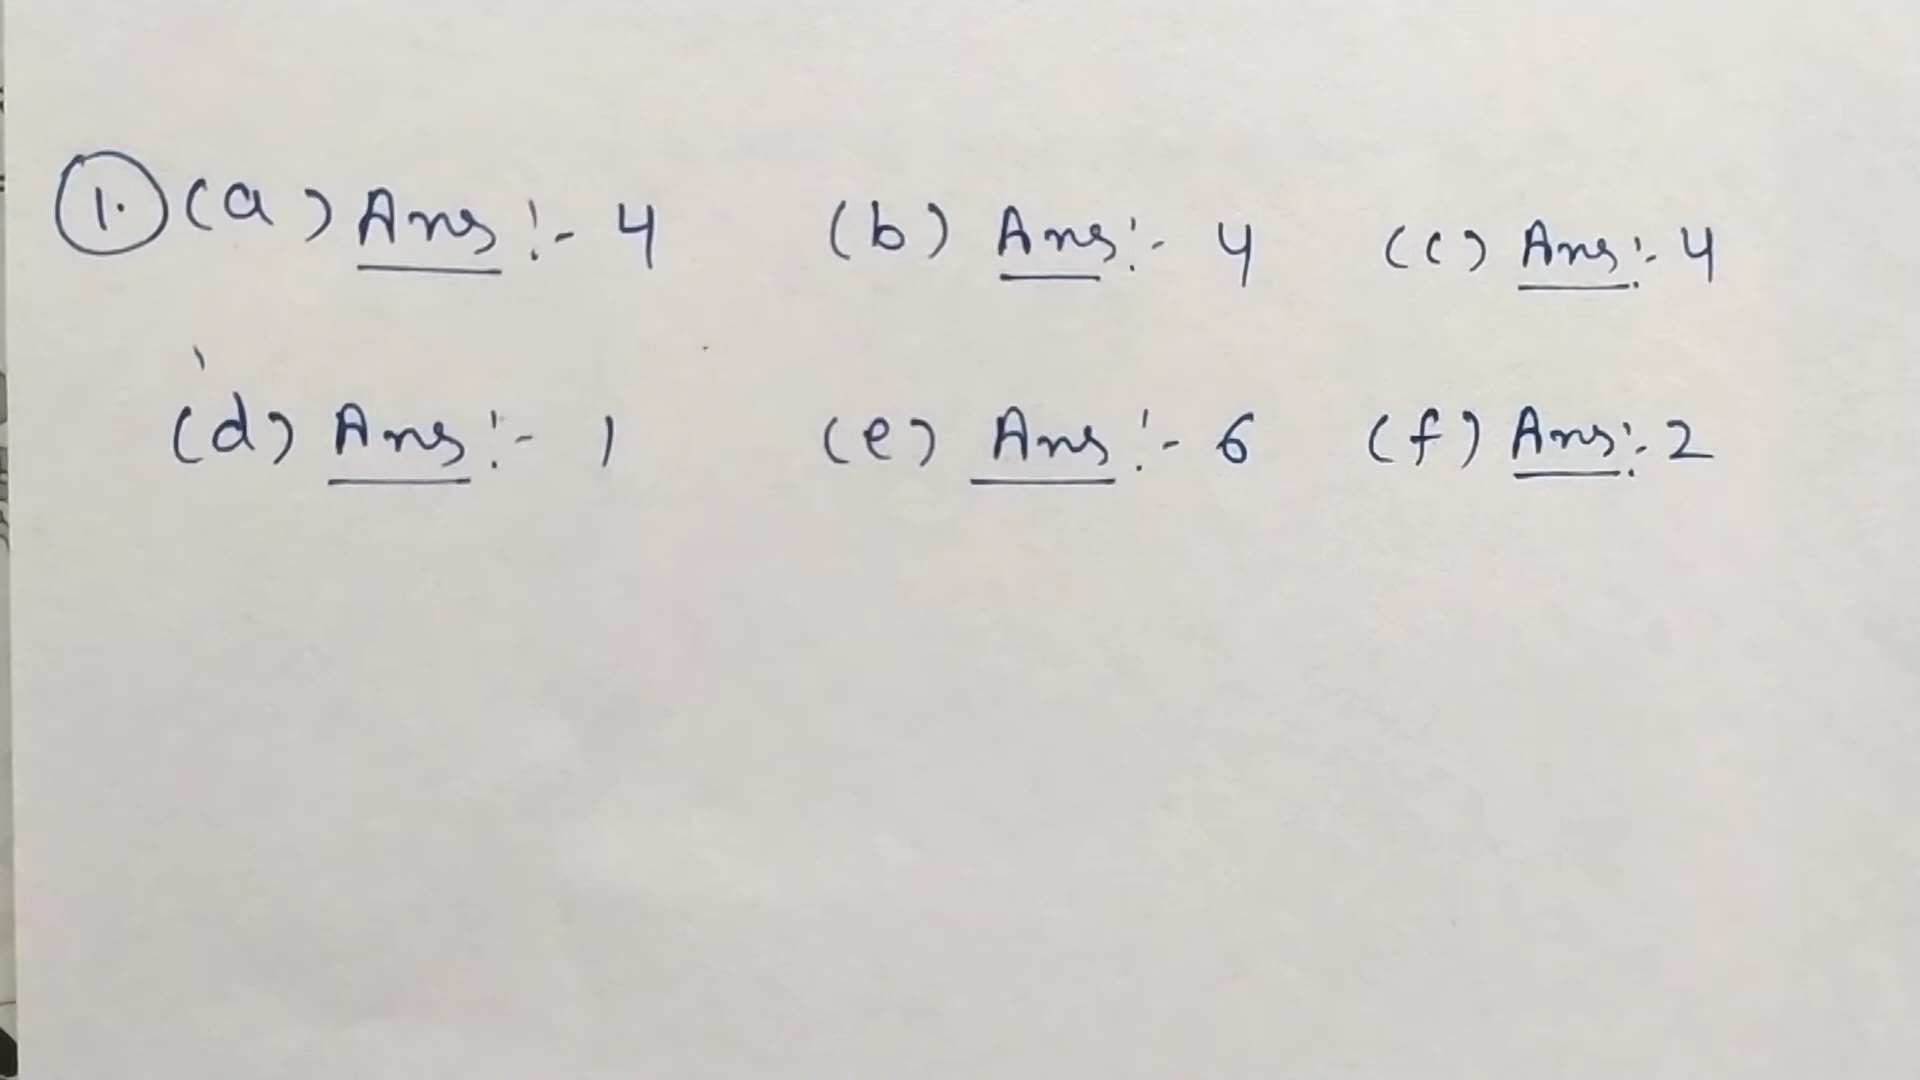 1. (a) Ans:- 4 (b) Ans:- 4 (c) Ans:- 4
(d) Ans:- 1 (e) Ans:- 6 (f) Ans:- 2